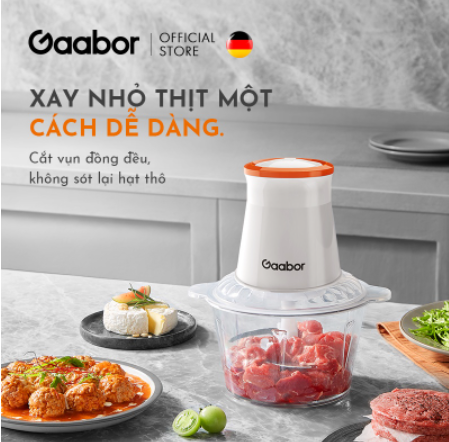 Gaabor
OFFICIAL
STORE
XAY NHỎ THỊT MỘT
CÁCH DỄ DÀNG.
Cắt vụn đồng đều,
không sót lại hạt thô
Gaabor